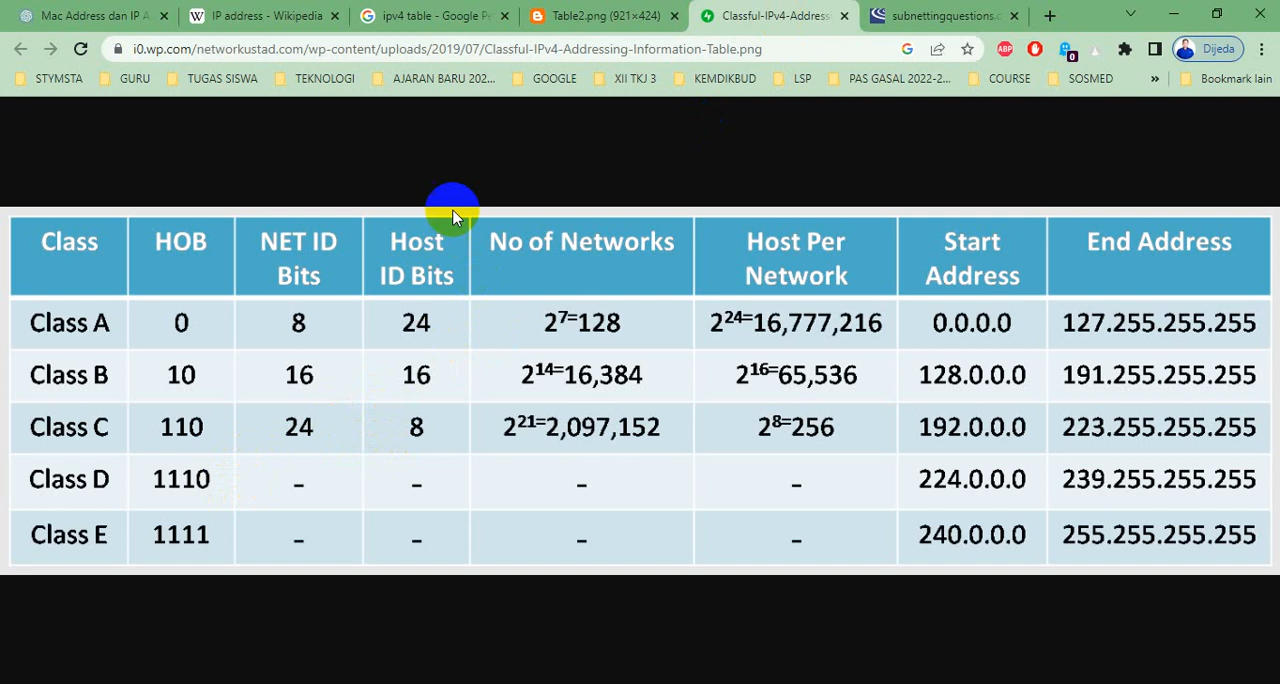 Mac Address dan IP A
IP address - Wikipedia
ipv4 table - Google Pe
Table2.png (921×424)
Classful-IPv4-Address
subnettingquestions.c
i0.wp.com/networkustad.com/wp-content/uploads/2019/07/Classful-IPv4-Addressing-Information-Table.png
ABP
0
Dijeda
STYMSTA
GURU
TUGAS SISWA
TEKNOLOGI
AJARAN BARU 202...
GOOGLE
XII TKJ 3
KEMDIKBUD
LSP
PAS GASAL 2022-2...
COURSE
SOSMED
»
Bookmark lain
Class HOB NET ID Bits Host ID Bits No of Networks Host Per Network Start Address End Address
Class A 0 8 24 2⁷⁼128 2²⁴⁼16,777,216 0.0.0.0 127.255.255.255
Class B 10 16 16 2¹⁴⁼16,384 2¹⁶⁼65,536 128.0.0.0 191.255.255.255
Class C 110 24 8 2²¹⁼2,097,152 2⁸⁼256 192.0.0.0 223.255.255.255
Class D 1110 - - - - 224.0.0.0 239.255.255.255
Class E 1111 - - - - 240.0.0.0 255.255.255.255